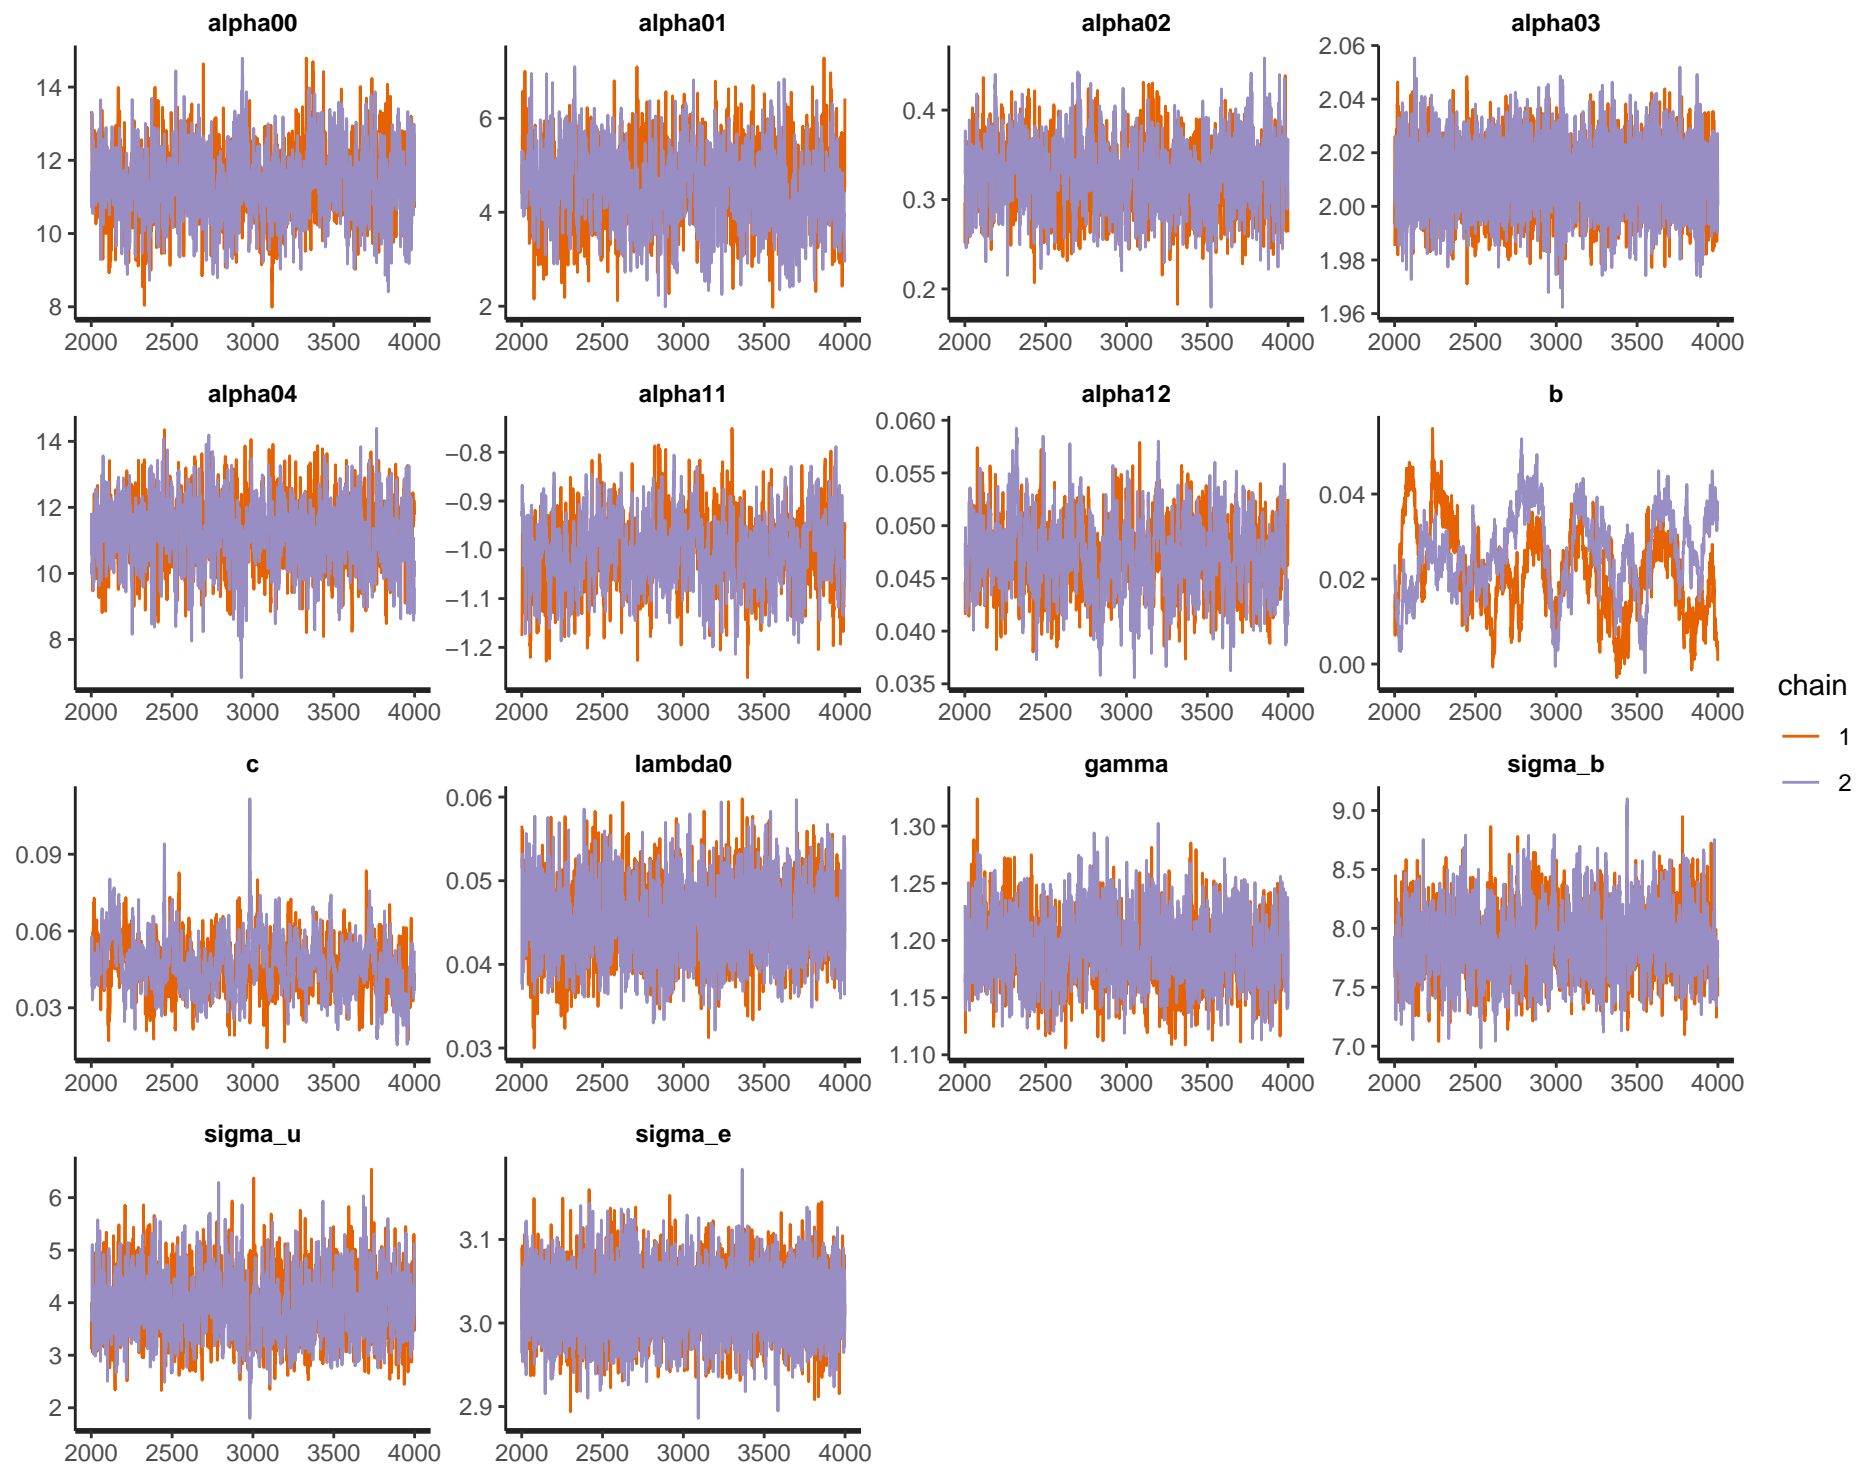 alpha00
alpha01
alpha02
alpha03
14
12
10
8
6
4
2
0.4
0.3
0.2
2.06
2.04
2.02
2.00
1.98
1.96
2000 2500 3000 3500 4000
2000 2500 3000 3500 4000
2000 2500 3000 3500 4000
2000 2500 3000 3500 4000
alpha04
alpha11
alpha12
b
14
12
10
8
−0.8
−0.9
−1.0
−1.1
−1.2
0.060
0.055
0.050
0.045
0.040
0.035
0.04
0.02
0.00
2000 2500 3000 3500 4000
2000 2500 3000 3500 4000
2000 2500 3000 3500 4000
2000 2500 3000 3500 4000
chain
1
2
c
lambda0
gamma
sigma_b
0.09
0.06
0.03
0.06
0.05
0.04
0.03
1.30
1.25
1.20
1.15
1.10
9.0
8.5
8.0
7.5
7.0
2000 2500 3000 3500 4000
2000 2500 3000 3500 4000
2000 2500 3000 3500 4000
2000 2500 3000 3500 4000
sigma_u
sigma_e
6
5
4
3
2
3.1
3.0
2.9
2000 2500 3000 3500 4000
2000 2500 3000 3500 4000